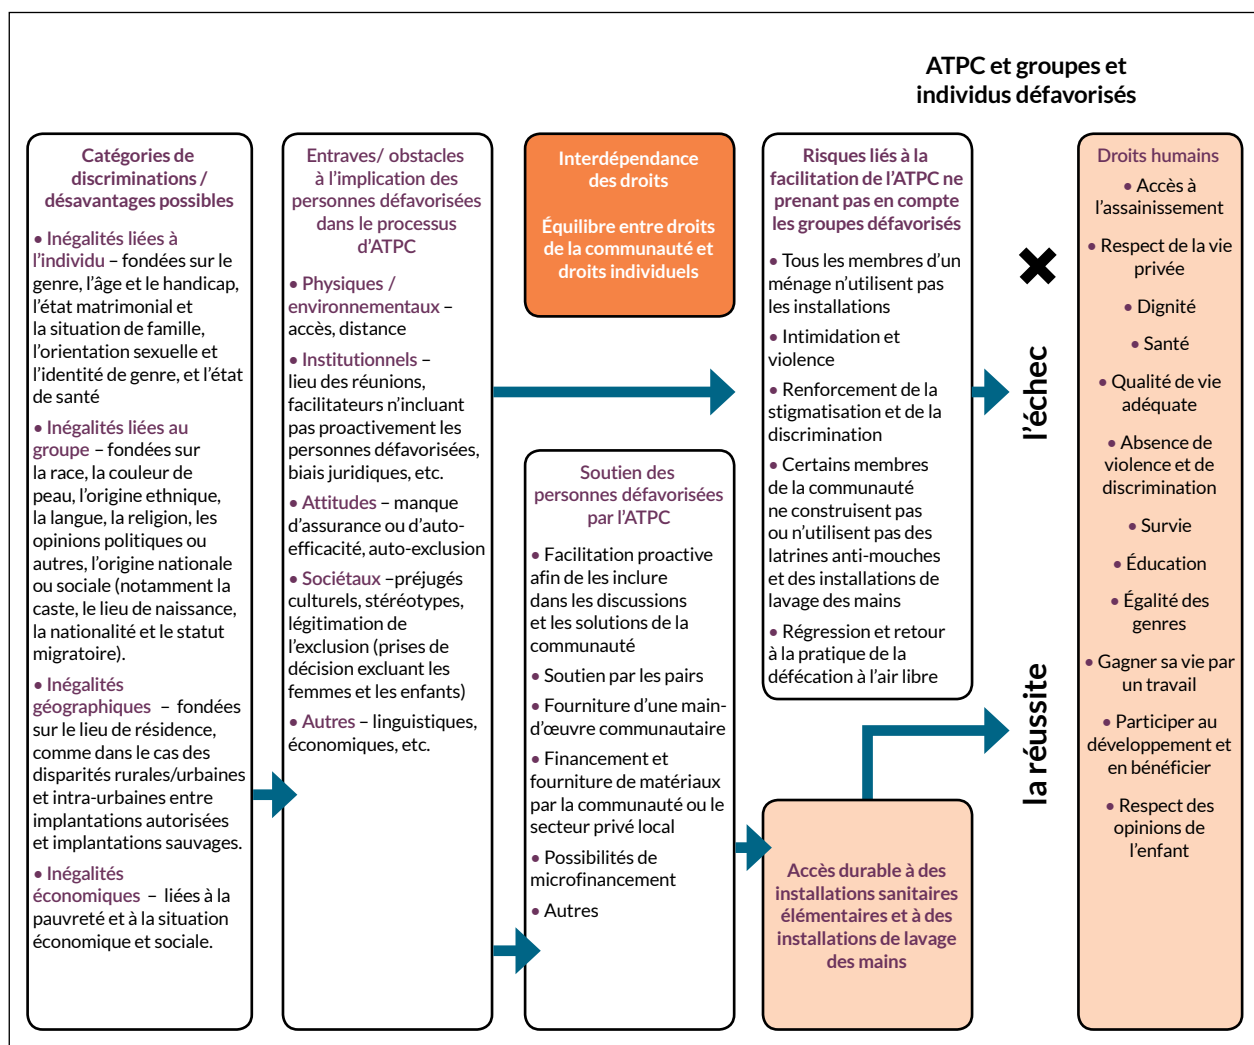 ATPC et groupes et
individus défavorisés
Catégories de
discriminations /
désavantages possibles
• Inégalités liées à
l'individu – fondées sur le
genre, l'âge et le handicap,
l'état matrimonial et
la situation de famille,
l'orientation sexuelle et
l'identité de genre, et l'état
de santé
• Inégalités liées au
groupe – fondées sur
la race, la couleur de
peau, l'origine ethnique,
la langue, la religion, les
opinions politiques ou
autres, l'origine nationale
ou sociale (notamment la
caste, le lieu de naissance,
la nationalité et le statut
migratoire).
• Inégalités
géographiques – fondées
sur le lieu de résidence,
comme dans le cas des
disparités rurales/urbaines
et intra-urbaines entre
implantations autorisées
et implantations sauvages.
• Inégalités
économiques – liées à la
pauvreté et à la situation
économique et sociale.
Entraves/ obstacles
à l'implication des
personnes défavorisées
dans le processus
d'ATPC
• Physiques /
environnementaux –
accès, distance
• Institutionnels –
lieu des réunions,
facilitateurs n'incluant
pas proactivement les
personnes défavorisées,
biais juridiques, etc.
• Attitudes – manque
d'assurance ou d'auto-
efficacité, auto-exclusion
• Sociétaux –préjugés
culturels, stéréotypes,
légitimation de
l'exclusion (prises de
décision excluant les
femmes et les enfants)
• Autres – linguistiques,
économiques, etc.
Interdépendance
des droits
Équilibre entre droits
de la communauté et
droits individuels
Soutien des
personnes défavorisées
par l'ATPC
• Facilitation proactive
afin de les inclure
dans les discussions
et les solutions de la
communauté
• Soutien par les pairs
• Fourniture d'une main-
d'œuvre communautaire
• Financement et
fourniture de matériaux
par la communauté ou le
secteur privé local
• Possibilités de
microfinancement
• Autres
Risques liés à la
facilitation de l'ATPC ne
prenant pas en compte
les groupes défavorisés
• Tous les membres d'un
ménage n'utilisent pas
les installations
• Intimidation et
violence
• Renforcement de la
stigmatisation et de la
discrimination
• Certains membres
de la communauté
ne construisent pas
ou n'utilisent pas des
latrines anti-mouches
et des installations de
lavage des mains
• Régression et retour
à la pratique de la
défécation à l'air libre
Accès durable à des
installations sanitaires
élémentaires et à des
installations de lavage
des mains
l'échec
la réussite
Droits humains
• Accès à
l'assainissement
• Respect de la vie
privée
• Dignité
• Santé
• Qualité de vie
adéquate
• Absence de
violence et de
discrimination
• Survie
• Éducation
• Égalité des
genres
• Gagner sa vie par
un travail
• Participer au
développement et
en bénéficier
• Respect des
opinions de
l'enfant